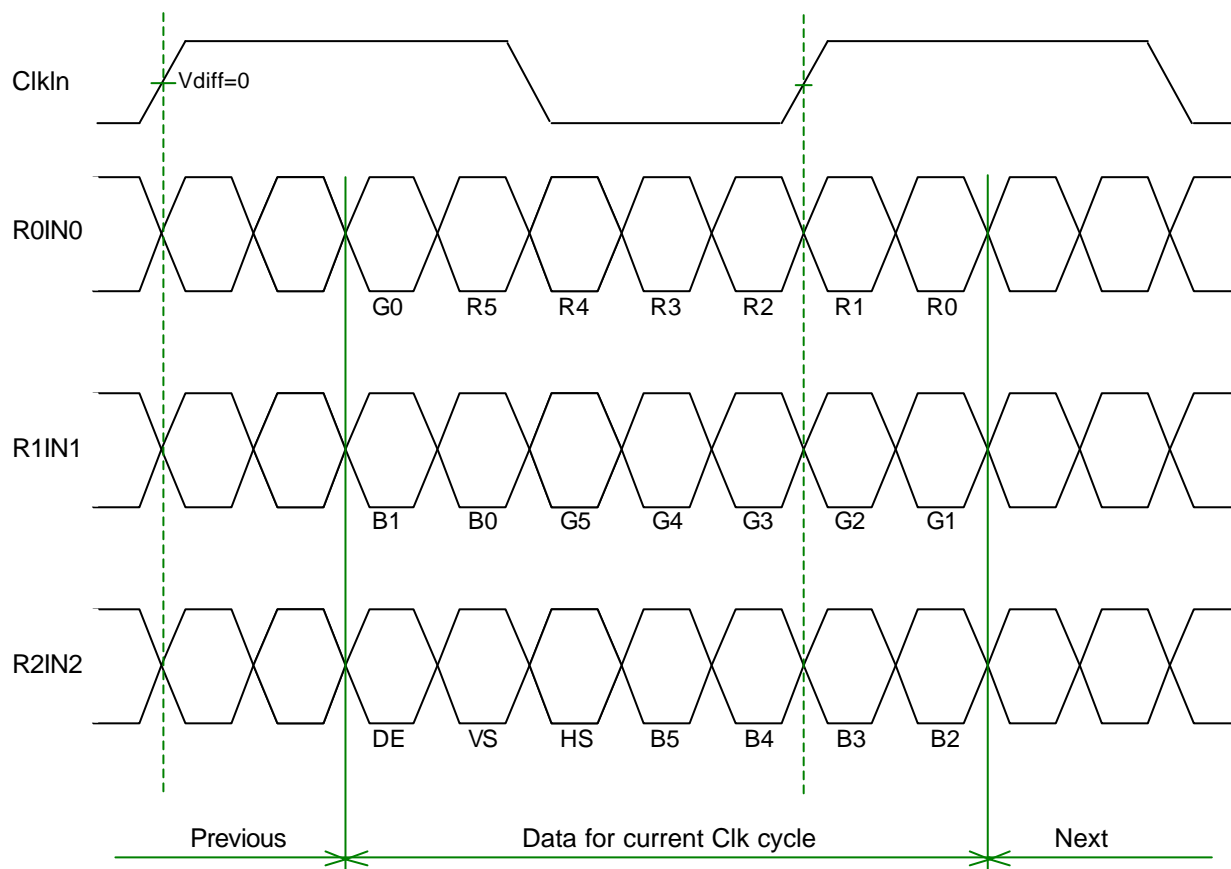 ClkIn
Vdiff=0
R0IN0
G0 R5 R4 R3 R2 R1 R0
R1IN1
B1 B0 G5 G4 G3 G2 G1
R2IN2
DE VS HS B5 B4 B3 B2
Previous Data for current Clk cycle Next